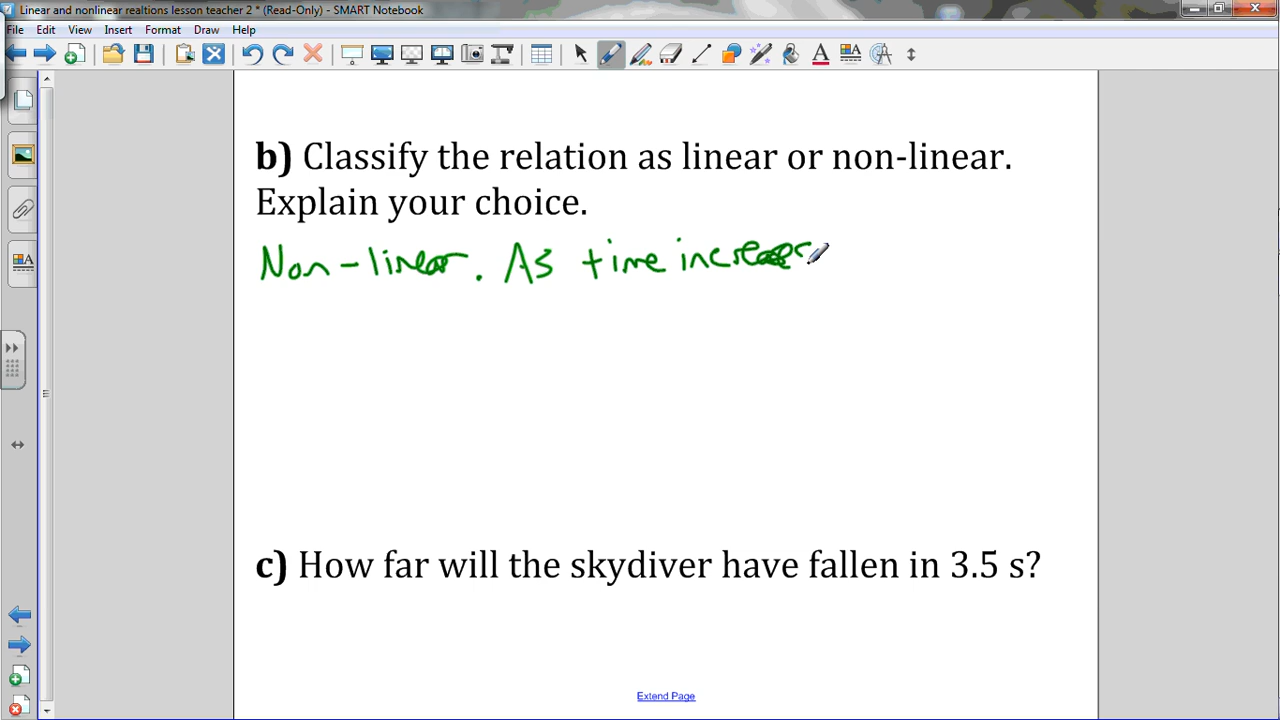 Linear and nonlinear realtions lesson teacher 2 * (Read-Only) - SMART Notebook
File Edit View Insert Format Draw Help
b) Classify the relation as linear or non-linear.
Explain your choice.
Non-linear. As time increases
c) How far will the skydiver have fallen in 3.5 s?
Extend Page